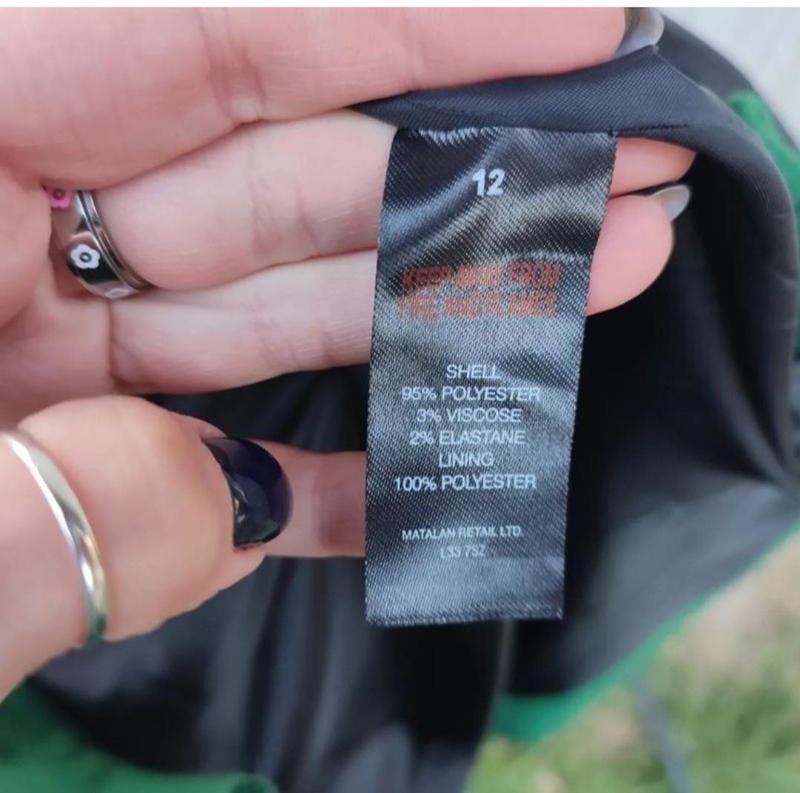 12
KEEP AWAY FROM
FIRE AND FLAMES
SHELL
95% POLYESTER
3% VISCOSE
2% ELASTANE
LINING
100% POLYESTER
MATALAN RETAIL LTD.
L33 7SZ